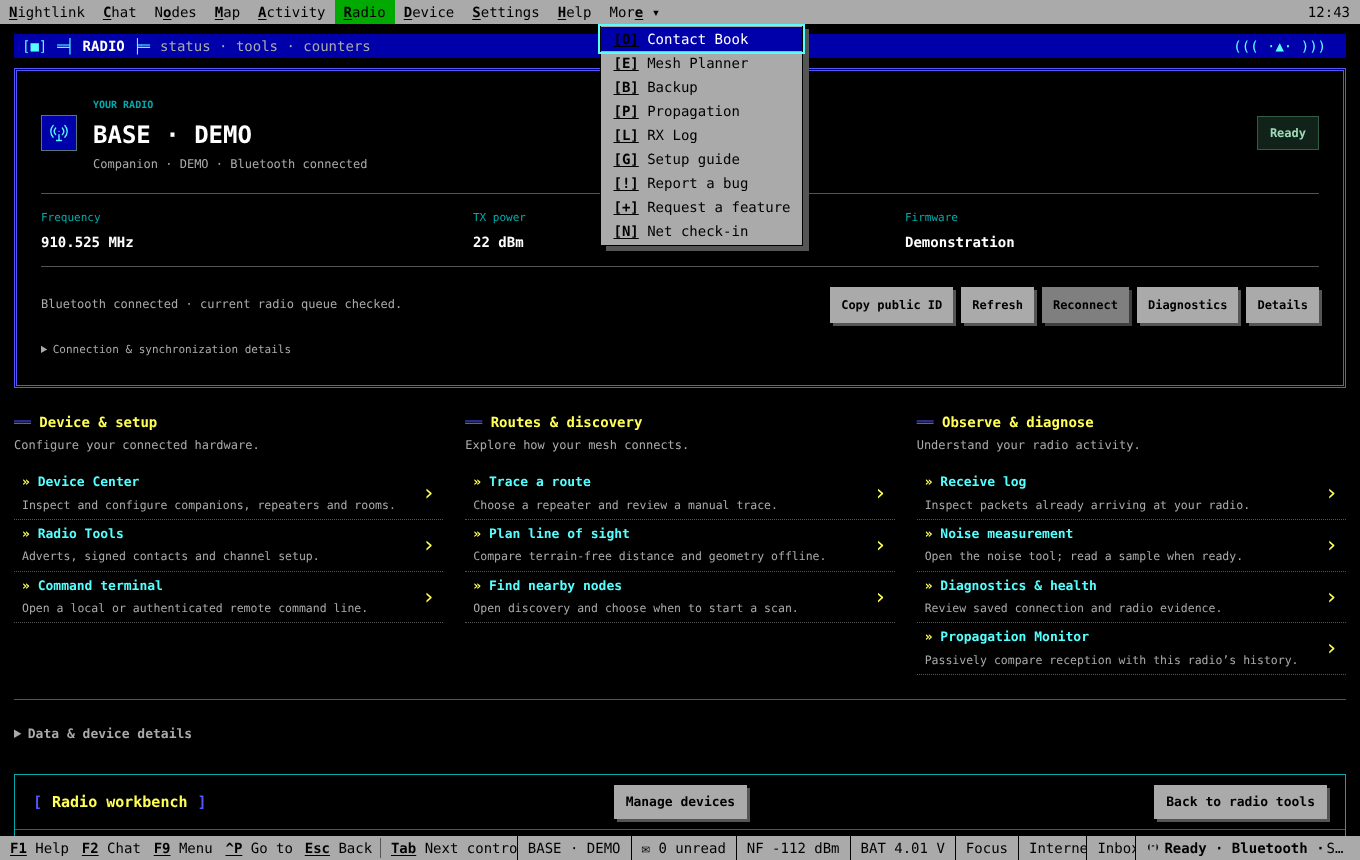 Nightlink Chat Nodes Map Activity Radio Device Settings Help More ▾ 12:43
[■] ═╡ RADIO ╞═ status · tools · counters ((( ·▲· )))
[O] Contact Book
[E] Mesh Planner
[B] Backup
[P] Propagation
[L] RX Log
[G] Setup guide
[!] Report a bug
[+] Request a feature
[N] Net check-in
YOUR RADIO
BASE · DEMO
Companion · DEMO · Bluetooth connected
Ready
Frequency TX power Firmware
910.525 MHz 22 dBm Demonstration
Bluetooth connected · current radio queue checked.
Copy public ID Refresh Reconnect Diagnostics Details
▶ Connection & synchronization details
══ Device & setup
Configure your connected hardware.
» Device Center ›
Inspect and configure companions, repeaters and rooms.
» Radio Tools ›
Adverts, signed contacts and channel setup.
» Command terminal ›
Open a local or authenticated remote command line.
══ Routes & discovery
Explore how your mesh connects.
» Trace a route ›
Choose a repeater and review a manual trace.
» Plan line of sight ›
Compare terrain-free distance and geometry offline.
» Find nearby nodes ›
Open discovery and choose when to start a scan.
══ Observe & diagnose
Understand your radio activity.
» Receive log ›
Inspect packets already arriving at your radio.
» Noise measurement ›
Open the noise tool; read a sample when ready.
» Diagnostics & health ›
Review saved connection and radio evidence.
» Propagation Monitor ›
Passively compare reception with this radio’s history.
▶ Data & device details
[ Radio workbench ] Manage devices Back to radio tools
F1 Help F2 Chat F9 Menu ^P Go to Esc Back Tab Next contro BASE · DEMO ✉ 0 unread NF -112 dBm BAT 4.01 V Focus Interne Inbox Ready · Bluetooth · S…